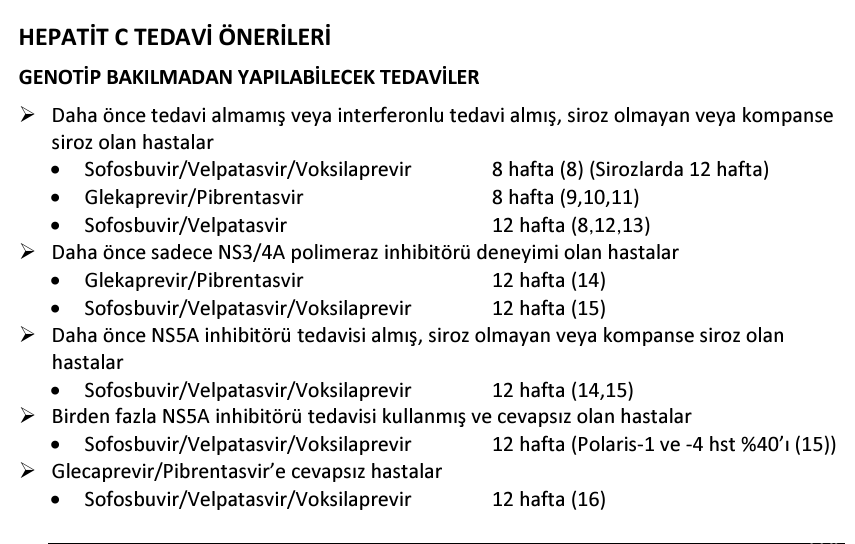 HEPATİT C TEDAVİ ÖNERİLERİ
GENOTİP BAKILMADAN YAPILABİLECEK TEDAVİLER
➢ Daha önce tedavi almamış veya interferonlu tedavi almış, siroz olmayan veya kompanse
siroz olan hastalar
• Sofosbuvir/Velpatasvir/Voksilaprevir 8 hafta (8) (Sirozlarda 12 hafta)
• Glekaprevir/Pibrentasvir 8 hafta (9,10,11)
• Sofosbuvir/Velpatasvir 12 hafta (8,12,13)
➢ Daha önce sadece NS3/4A polimeraz inhibitörü deneyimi olan hastalar
• Glekaprevir/Pibrentasvir 12 hafta (14)
• Sofosbuvir/Velpatasvir/Voksilaprevir 12 hafta (15)
➢ Daha önce NS5A inhibitörü tedavisi almış, siroz olmayan veya kompanse siroz olan
hastalar
• Sofosbuvir/Velpatasvir/Voksilaprevir 12 hafta (14,15)
➢ Birden fazla NS5A inhibitörü tedavisi kullanmış ve cevapsız olan hastalar
• Sofosbuvir/Velpatasvir/Voksilaprevir 12 hafta (Polaris-1 ve -4 hst %40’ı (15))
➢ Glecaprevir/Pibrentasvir’e cevapsız hastalar
• Sofosbuvir/Velpatasvir/Voksilaprevir 12 hafta (16)